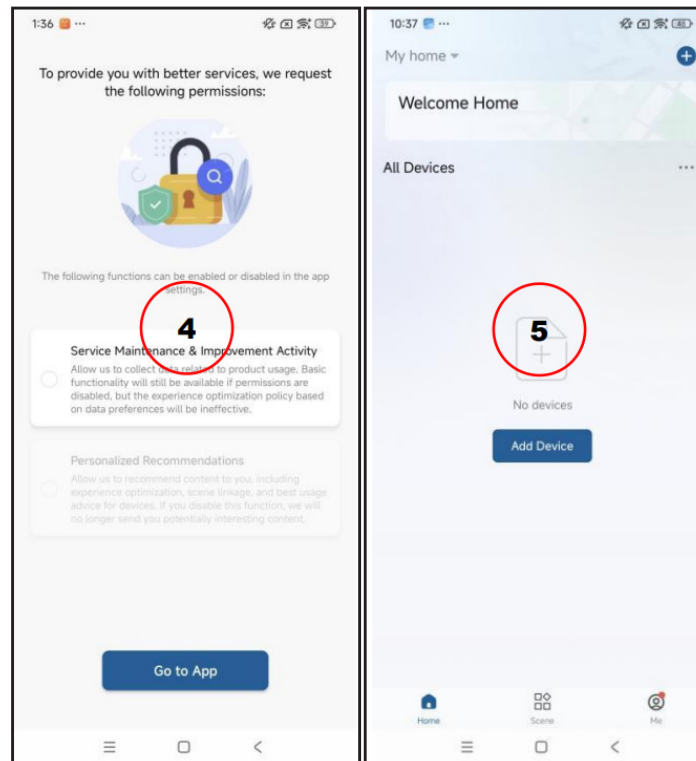 1:36 ... 39
To provide you with better services, we request
the following permissions:
The following functions can be enabled or disabled in the app
settings.
4
Service Maintenance & Improvement Activity
Allow us to collect data related to product usage. Basic
functionality will still be available if permissions are
disabled, but the experience optimization policy based
on data preferences will be ineffective.
Personalized Recommendations
Allow us to recommend content to you, including
experience optimization, scene linkage, and best usage
advice for devices. If you disable this function, we will
no longer send you potentially interesting content.
Go to App
10:37 ...
My home
Welcome Home
All Devices ...
5
No devices
Add Device
Home Scene Me